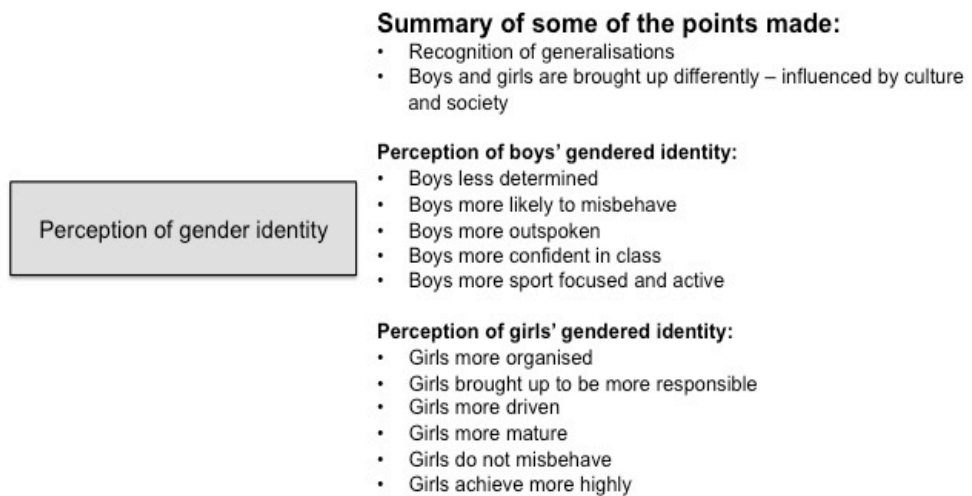 Summary of some of the points made:
• Recognition of generalisations
• Boys and girls are brought up differently – influenced by culture
and society
Perception of boys’ gendered identity:
• Boys less determined
• Boys more likely to misbehave
• Boys more outspoken
• Boys more confident in class
• Boys more sport focused and active
Perception of gender identity
Perception of girls’ gendered identity:
• Girls more organised
• Girls brought up to be more responsible
• Girls more driven
• Girls more mature
• Girls do not misbehave
• Girls achieve more highly